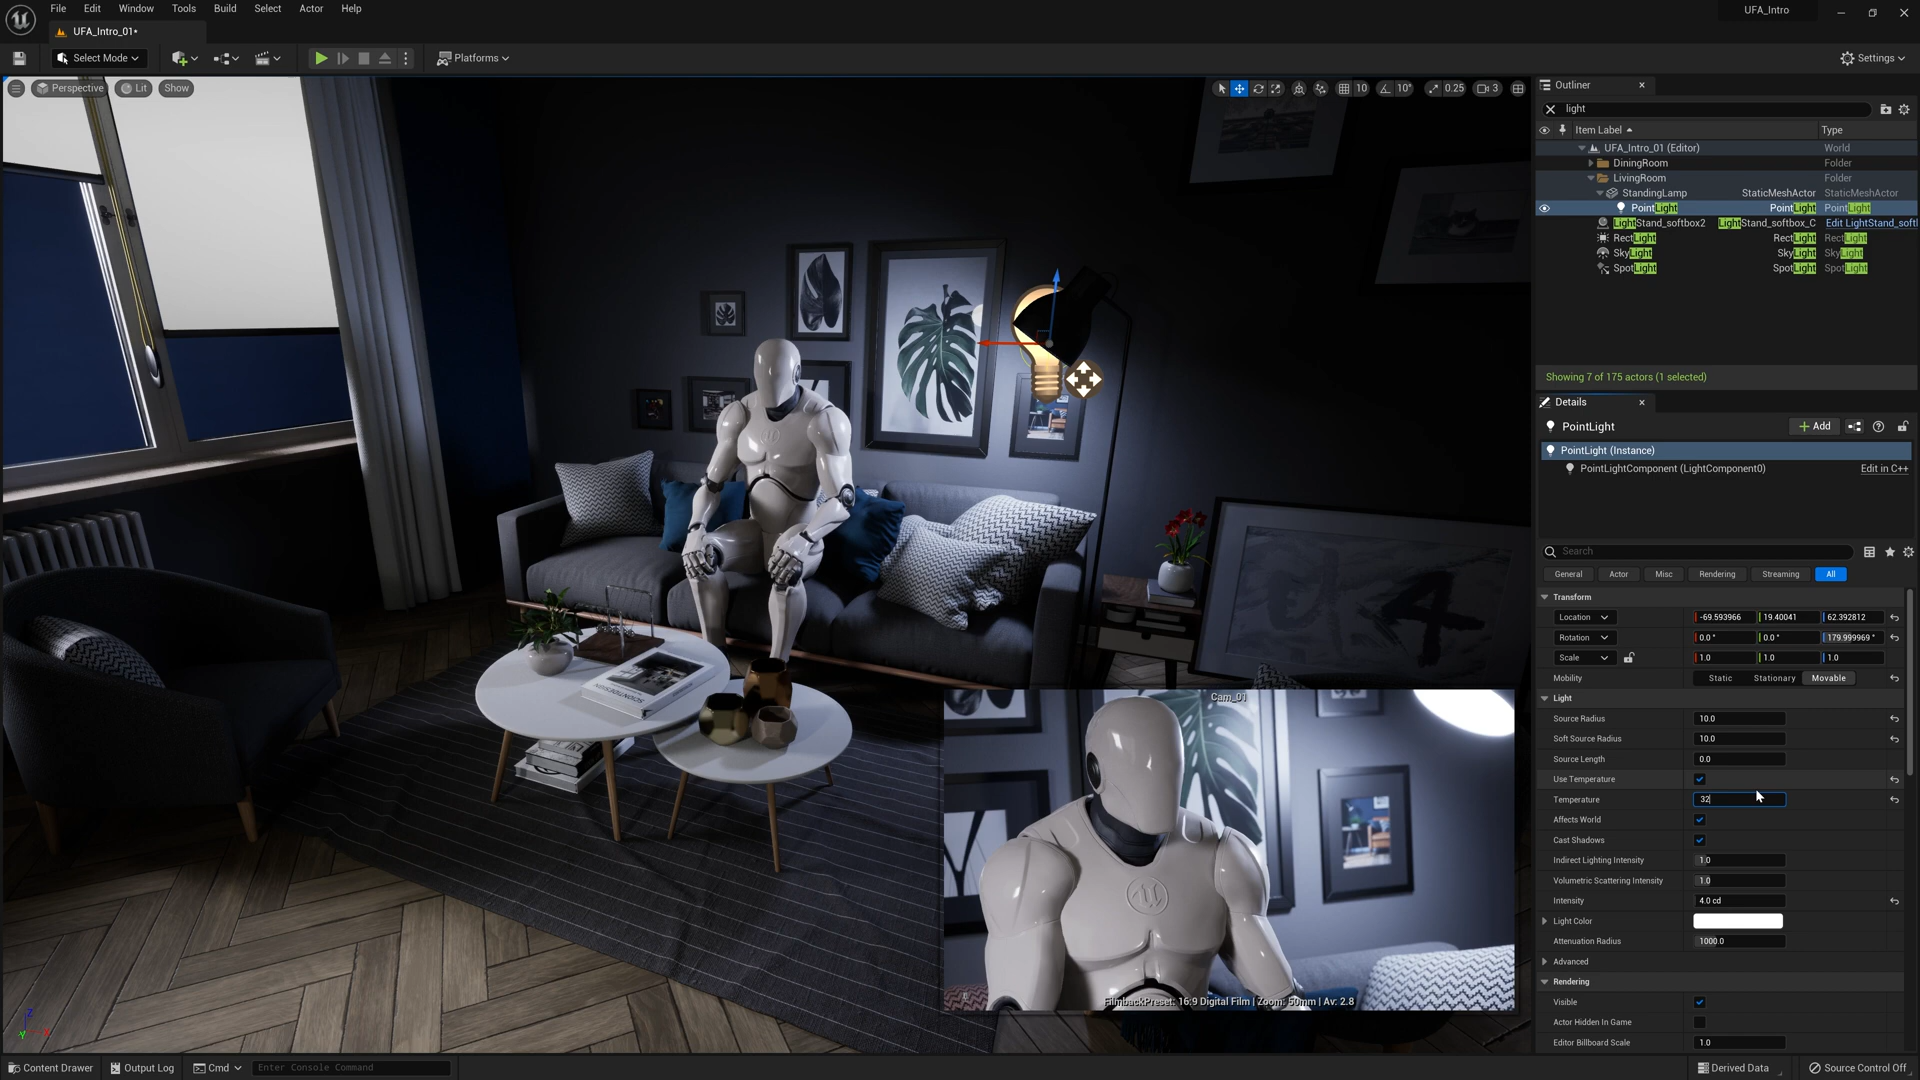 File Edit Window Tools Build Select Actor Help
UFA_Intro
UFA_Intro_01*
Select Mode
Platforms
Settings
Perspective Lit Show
10 10° 0.25 3
Outliner
light
Item Label Type
UFA_Intro_01 (Editor) World
DiningRoom Folder
LivingRoom Folder
StandingLamp StaticMeshActor StaticMeshActor
PointLight PointLight PointLight
LightStand_softbox2 LightStand_softbox_C Edit LightStand_soft
RectLight RectLight RectLight
SkyLight SkyLight SkyLight
SpotLight SpotLight SpotLight
Showing 7 of 175 actors (1 selected)
Details
PointLight
+ Add
PointLight (Instance)
PointLightComponent (LightComponent0) Edit in C++
Search
General Actor Misc Rendering Streaming All
Transform
Location -69.593966 19.40041 62.392812
Rotation 0.0° 0.0° 179.999969°
Scale 1.0 1.0 1.0
Mobility Static Stationary Movable
Light
Source Radius 10.0
Soft Source Radius 10.0
Source Length 0.0
Use Temperature
Temperature 32
Affects World
Cast Shadows
Indirect Lighting Intensity 1.0
Volumetric Scattering Intensity 1.0
Intensity 4.0 cd
Light Color
Attenuation Radius 1000.0
Advanced
Rendering
Visible
Actor Hidden In Game
Editor Billboard Scale 1.0
Cam_01
FilmbackPreset: 16:9 Digital Film | Zoom: 50mm | Av: 2.8
Z
Y X
Content Drawer Output Log Cmd Enter Console Command
Derived Data Source Control Off